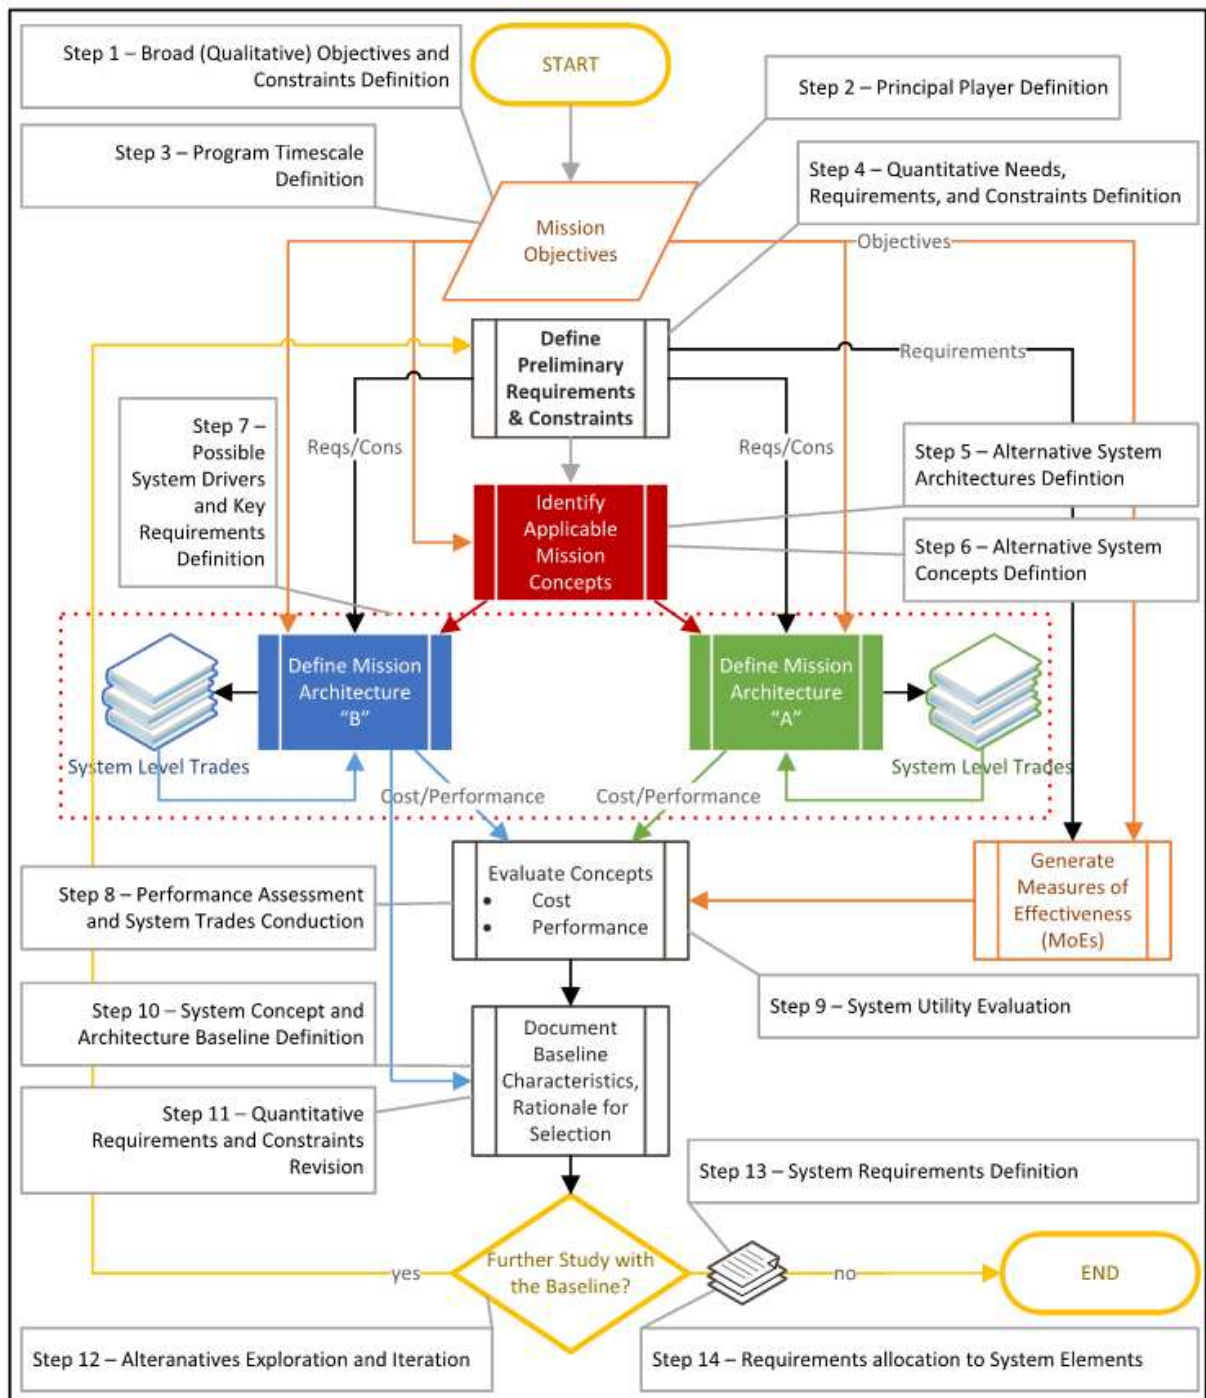 Step 1 – Broad (Qualitative) Objectives and
Constraints Definition
START
Step 2 – Principal Player Definition
Step 3 – Program Timescale
Definition
Step 4 – Quantitative Needs,
Requirements, and Constraints Definition
Mission
Objectives
Objectives
Define
Preliminary
Requirements
& Constraints
Requirements
Step 7 –
Possible
System Drivers
and Key
Requirements
Definition
Reqs/Cons
Reqs/Cons
Step 5 – Alternative System
Architectures Defintion
Identify
Applicable
Mission
Concepts
Step 6 – Alternative System
Concepts Defintion
Define Mission
Architecture
“B”
Define Mission
Architecture
“A”
System Level Trades
System Level Trades
Cost/Performance
Cost/Performance
Evaluate Concepts
• Cost
• Performance
Generate
Measures of
Effectiveness
(MoEs)
Step 8 – Performance Assessment
and System Trades Conduction
Step 9 – System Utility Evaluation
Step 10 – System Concept and
Architecture Baseline Definition
Document
Baseline
Characteristics,
Rationale for
Selection
Step 11 – Quantitative
Requirements and Constraints
Revision
Step 13 – System Requirements Definition
yes
Further Study with
the Baseline?
no
END
Step 12 – Alteranatives Exploration and Iteration
Step 14 – Requirements allocation to System Elements